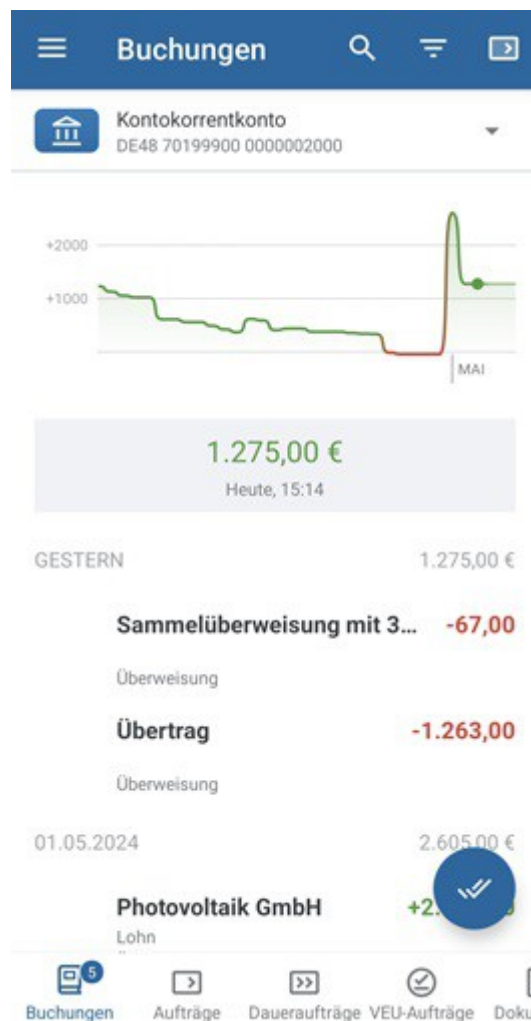 Buchungen
Kontokorrentkonto
DE48 70199900 0000002000
+2000
+1000
MAI
1.275,00 €
Heute, 15:14
GESTERN 1.275,00 €
Sammelüberweisung mit 3... -67,00
Überweisung
Übertrag -1.263,00
Überweisung
01.05.2024 2.605,00 €
Photovoltaik GmbH +2.
Lohn
5
Buchungen Aufträge Daueraufträge VEU-Aufträge Dok